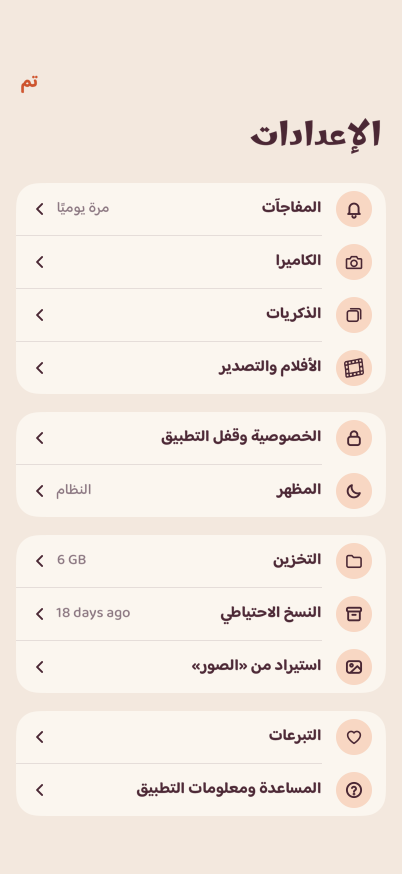 تم
الإعدادات
المفاجآت مرة يوميًا
الكاميرا
الذكريات
الأفلام والتصدير
الخصوصية وقفل التطبيق
المظهر النظام
التخزين 6 GB
النسخ الاحتياطي 18 days ago
استيراد من «الصور»
التبرعات
المساعدة ومعلومات التطبيق